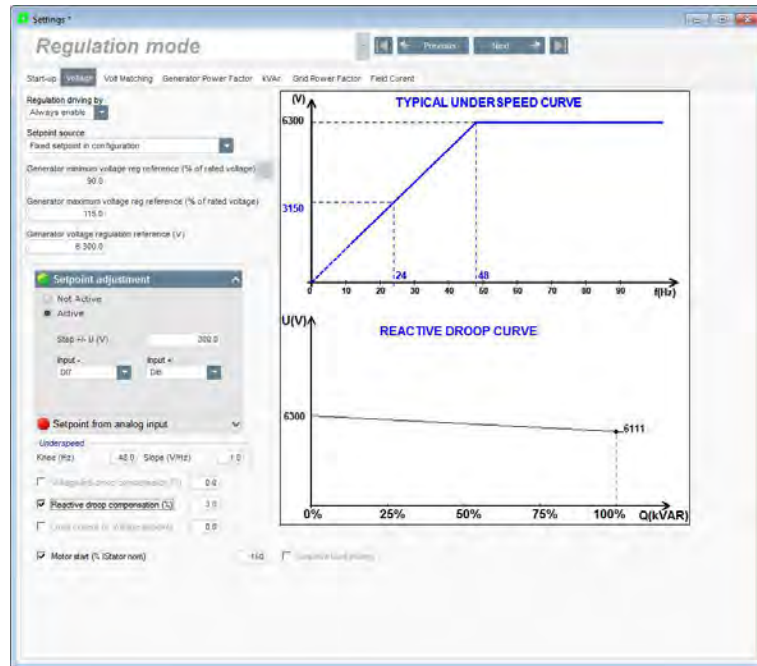 Settings *
Regulation mode
Previous
Next
Start-up Voltage Volt Matching Generator Power Factor kVAr Grid Power Factor Field Curent
Regulation driving by
Always enable
Setpoint source
Fixed setpoint in configuration
Generator minimum voltage reg reference (% of rated voltage)
90.0
Generator maximum voltage reg reference (% of rated voltage)
115.0
Generator voltage regulation reference (V)
6 300.0
Setpoint adjustment
Not Active
Active
Step +/- U (V)
300.0
Input -
Input +
DI7
DI6
Setpoint from analog input
Underspeed
Knee (Hz)
48.0
Slope (V/Hz)
1.0
0.0
Reactive droop compensation (%)
3.0
0.0
Motor start (% IStator nom)
150
(V)
TYPICAL UNDERSPEED CURVE
6300
3150
24
48
0 10 20 30 40 50 60 70 80 90
f(Hz)
U(V)
REACTIVE DROOP CURVE
6300
6111
0% 25% 50% 75% 100% Q(kVAR)